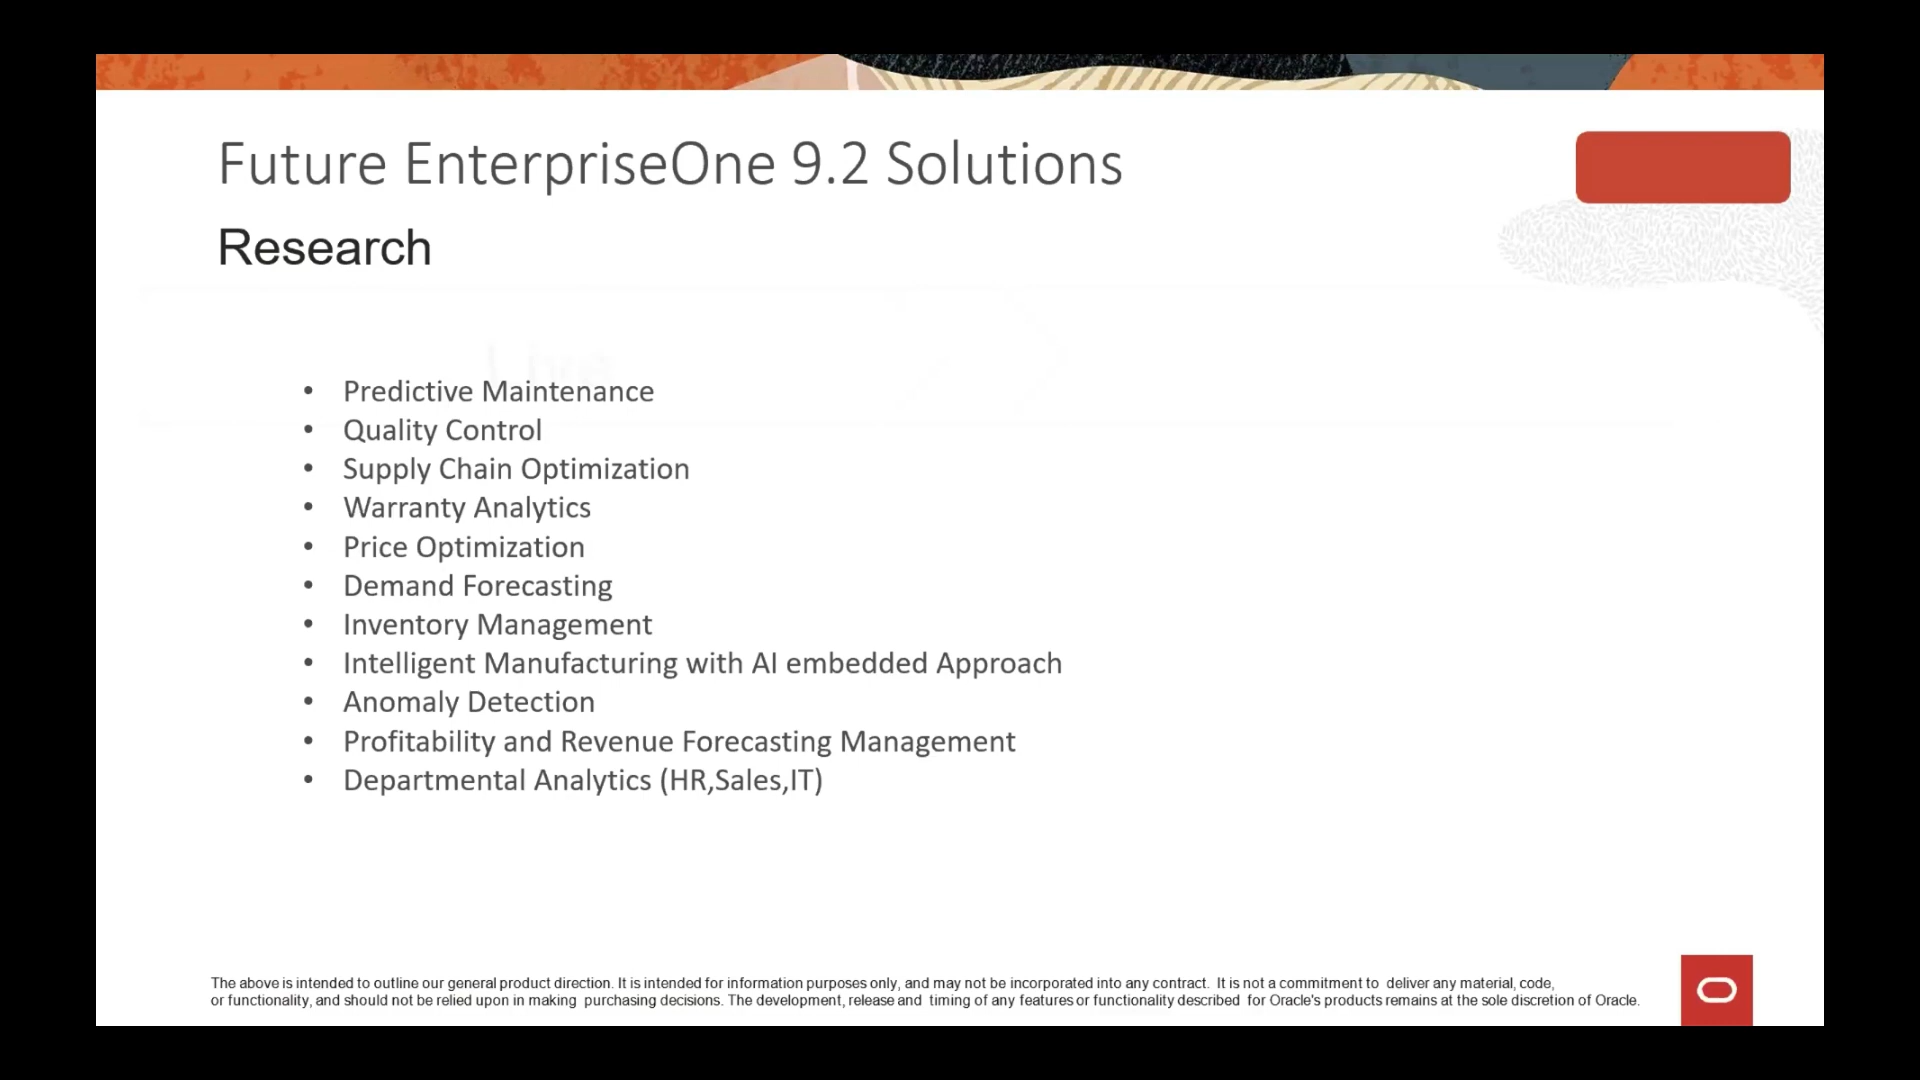 Future EnterpriseOne 9.2 Solutions
Research
• Predictive Maintenance
• Quality Control
• Supply Chain Optimization
• Warranty Analytics
• Price Optimization
• Demand Forecasting
• Inventory Management
• Intelligent Manufacturing with AI embedded Approach
• Anomaly Detection
• Profitability and Revenue Forecasting Management
• Departmental Analytics (HR,Sales,IT)
The above is intended to outline our general product direction. It is intended for information purposes only, and may not be incorporated into any contract. It is not a commitment to deliver any material, code,
or functionality, and should not be relied upon in making purchasing decisions. The development, release and timing of any features or functionality described for Oracle's products remains at the sole discretion of Oracle.